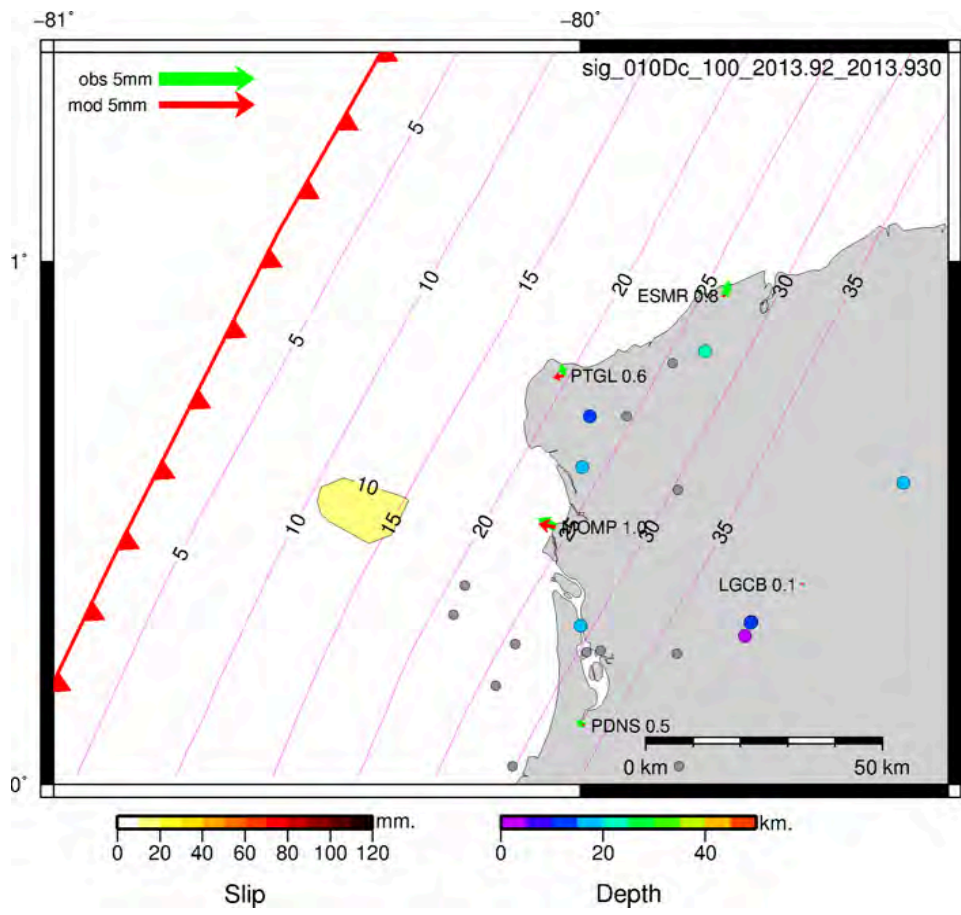 −81°
−80°
obs 5mm
mod 5mm
sig_010Dc_100_2013.92_2013.930
5
1°
10
15
20
25
30
35
ESMR 0.8
5
PTGL 0.6
10
10
15
20
25
MOMP 1.0
30
35
5
LGCB 0.1
PDNS 0.5
0 km
50 km
0°
mm.
0 20 40 60 80 100 120
Slip
km.
0 20 40
Depth